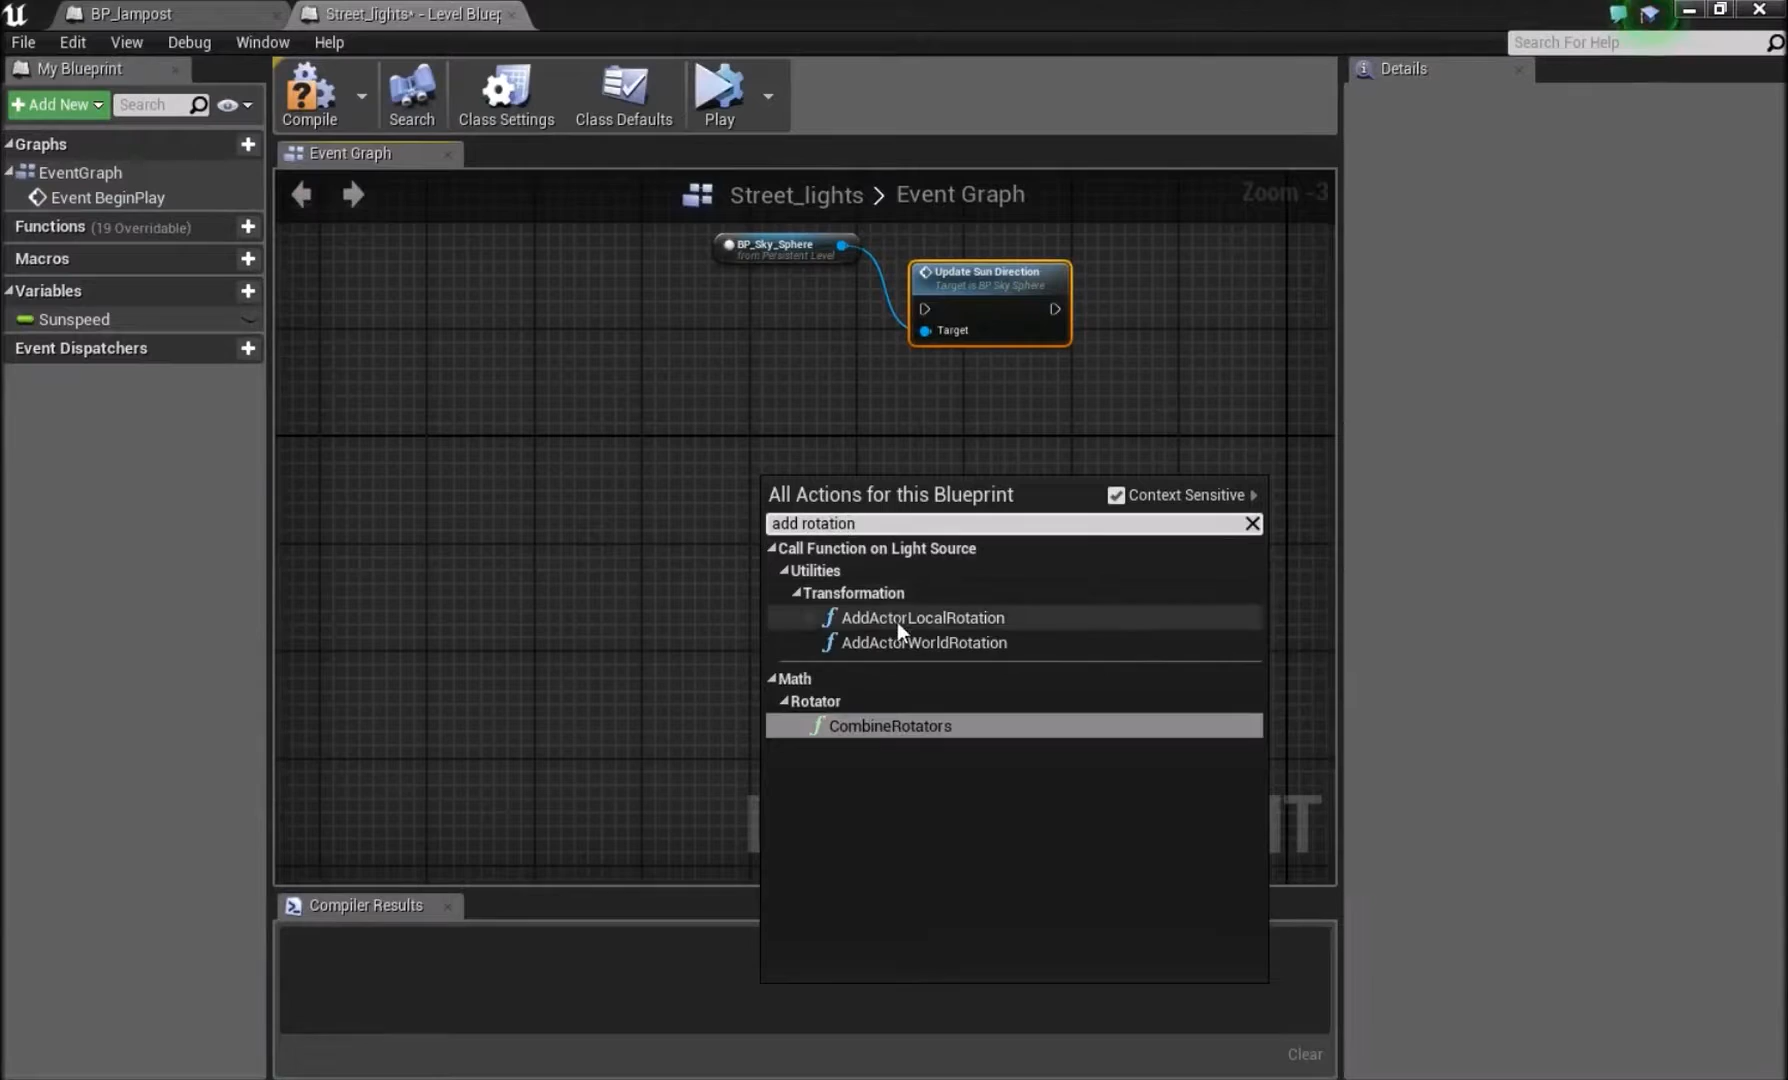 BP_lampost
Street_lights* - Level Bluep
File Edit View Debug Window Help
Search For Help
My Blueprint
Details
+ Add New
Search
Compile
Search
Class Settings
Class Defaults
Play
Graphs
EventGraph
Event BeginPlay
Functions (19 Overridable)
Macros
Variables
Sunspeed
Event Dispatchers
Event Graph
Street_lights > Event Graph
Zoom -3
BP_Sky_Sphere
from Persistent Level
Update Sun Direction
Target is BP Sky Sphere
Target
All Actions for this Blueprint
Context Sensitive
add rotation
Call Function on Light Source
Utilities
Transformation
AddActorLocalRotation
AddActorWorldRotation
Math
Rotator
CombineRotators
Compiler Results
Clear